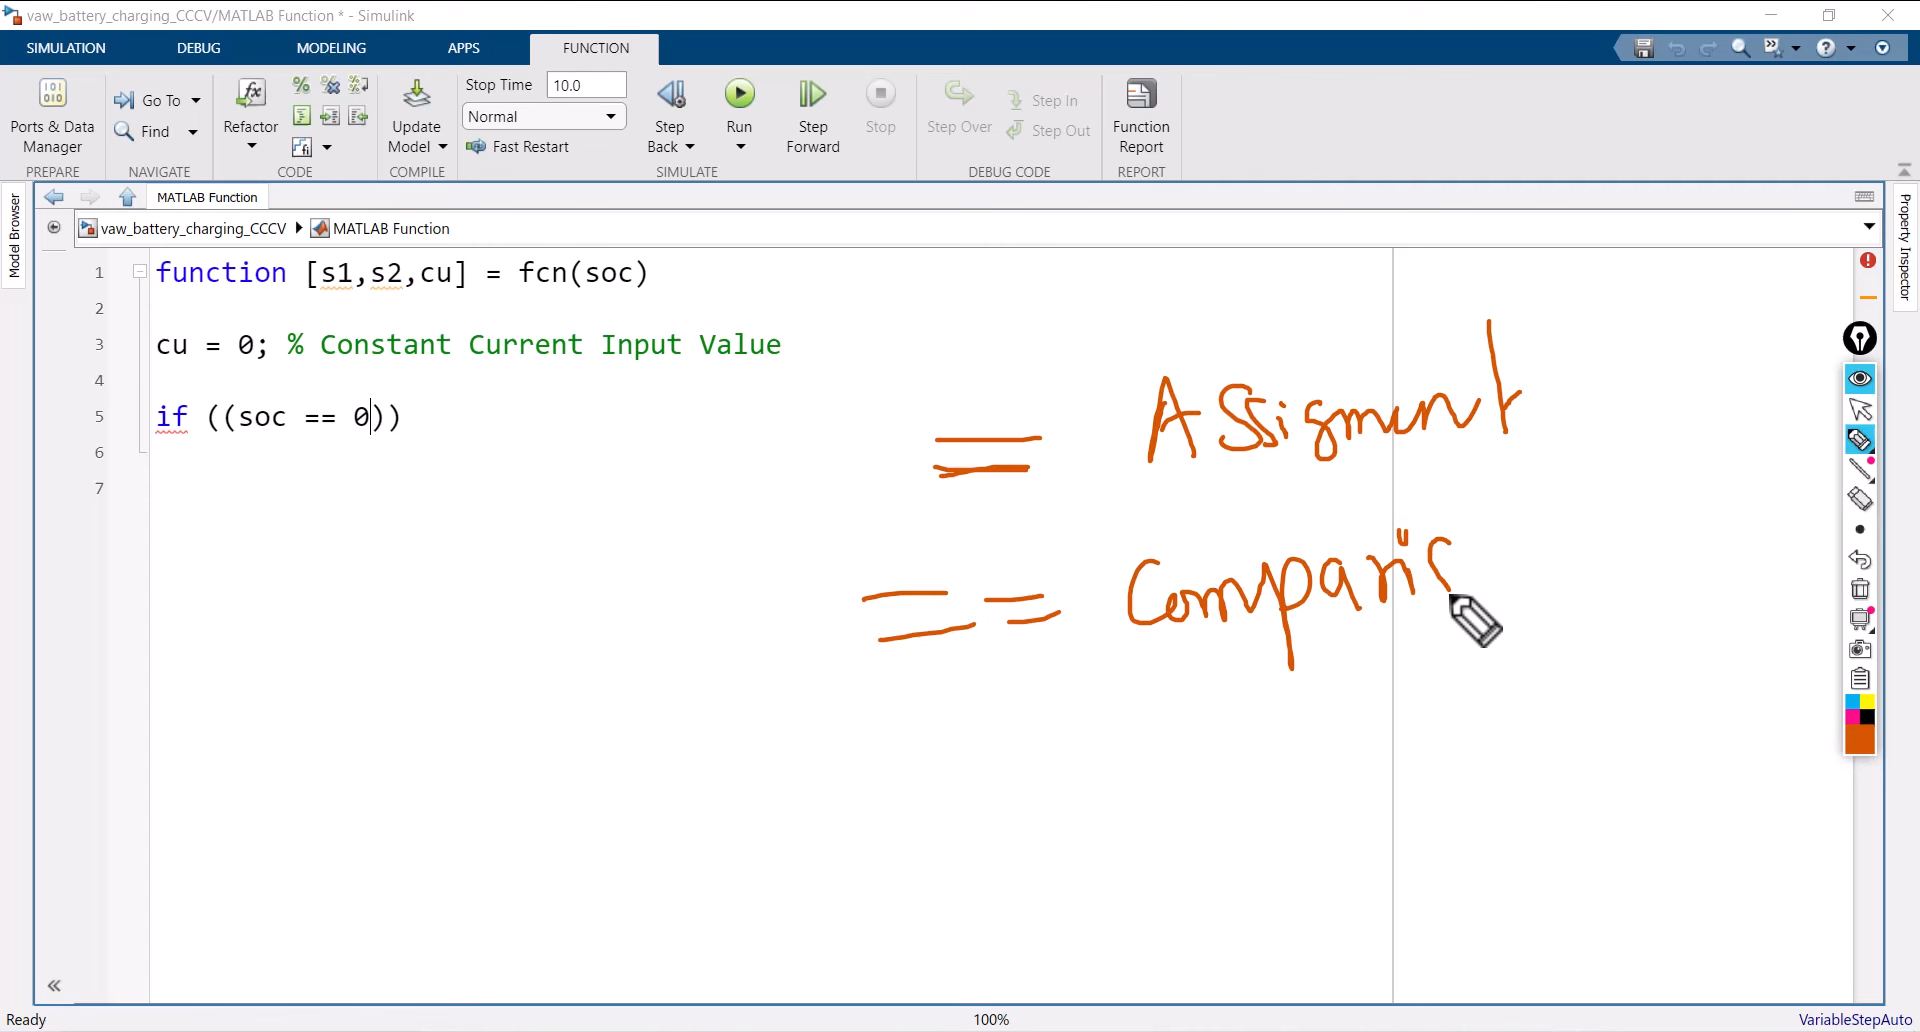 vaw_battery_charging_CCCV/MATLAB Function * - Simulink
SIMULATION DEBUG MODELING APPS FUNCTION
Ports & Data Manager
Go To
Find
Refactor
Update Model
Stop Time 10.0
Normal
Fast Restart
Step Back
Run
Step Forward
Stop
Step Over
Step In
Step Out
Function Report
PREPARE NAVIGATE CODE COMPILE SIMULATE DEBUG CODE REPORT
Model Browser
Property Inspector
MATLAB Function
vaw_battery_charging_CCCV MATLAB Function
1 function [s1,s2,cu] = fcn(soc)
2
3 cu = 0; % Constant Current Input Value
4
5 if ((soc == 0))
6
7
= Assigment
== Comparis
Ready 100% VariableStepAuto